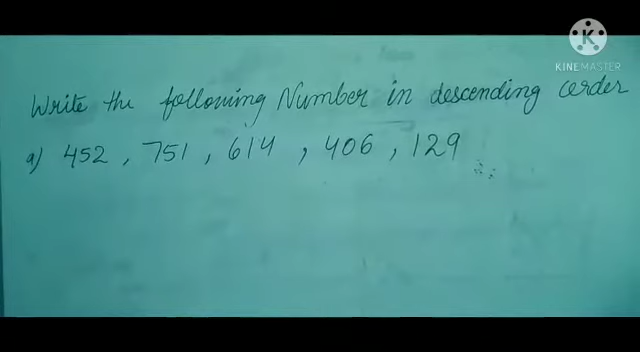 KINEMASTER
Write the following Number in descending order
a) 452 , 751 , 614 , 406 , 129